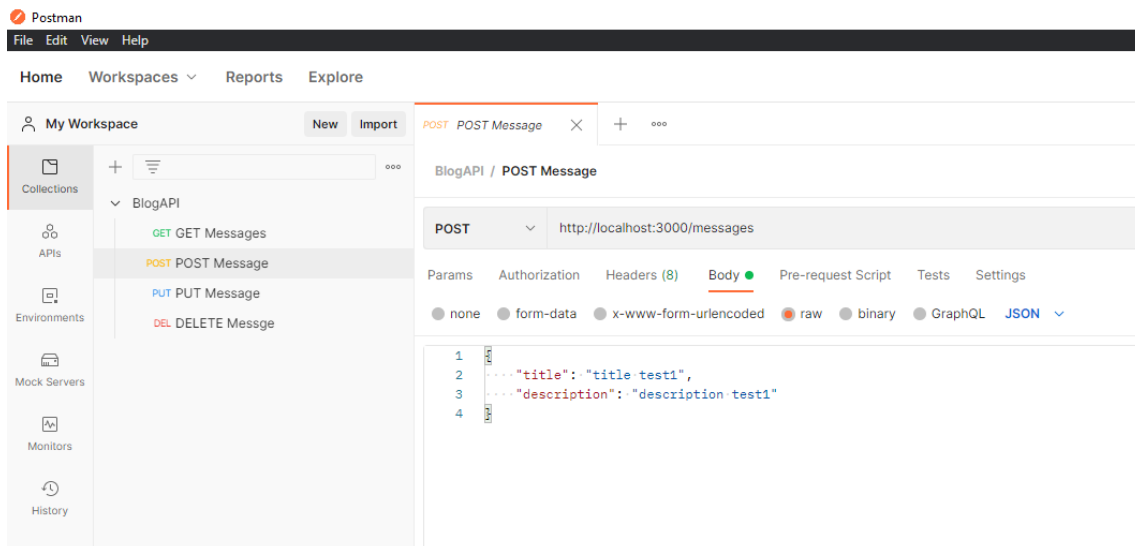 Postman
File Edit View Help
Home Workspaces Reports Explore
My Workspace New Import
POST POST Message
Collections
BlogAPI / POST Message
BlogAPI
APIs
GET GET Messages
POST POST Message
PUT PUT Message
DEL DELETE Messge
Environments
Mock Servers
Monitors
History
POST http://localhost:3000/messages
Params Authorization Headers (8) Body Pre-request Script Tests Settings
none form-data x-www-form-urlencoded raw binary GraphQL JSON
1 {
2 "title": "title test1",
3 "description": "description test1"
4 }